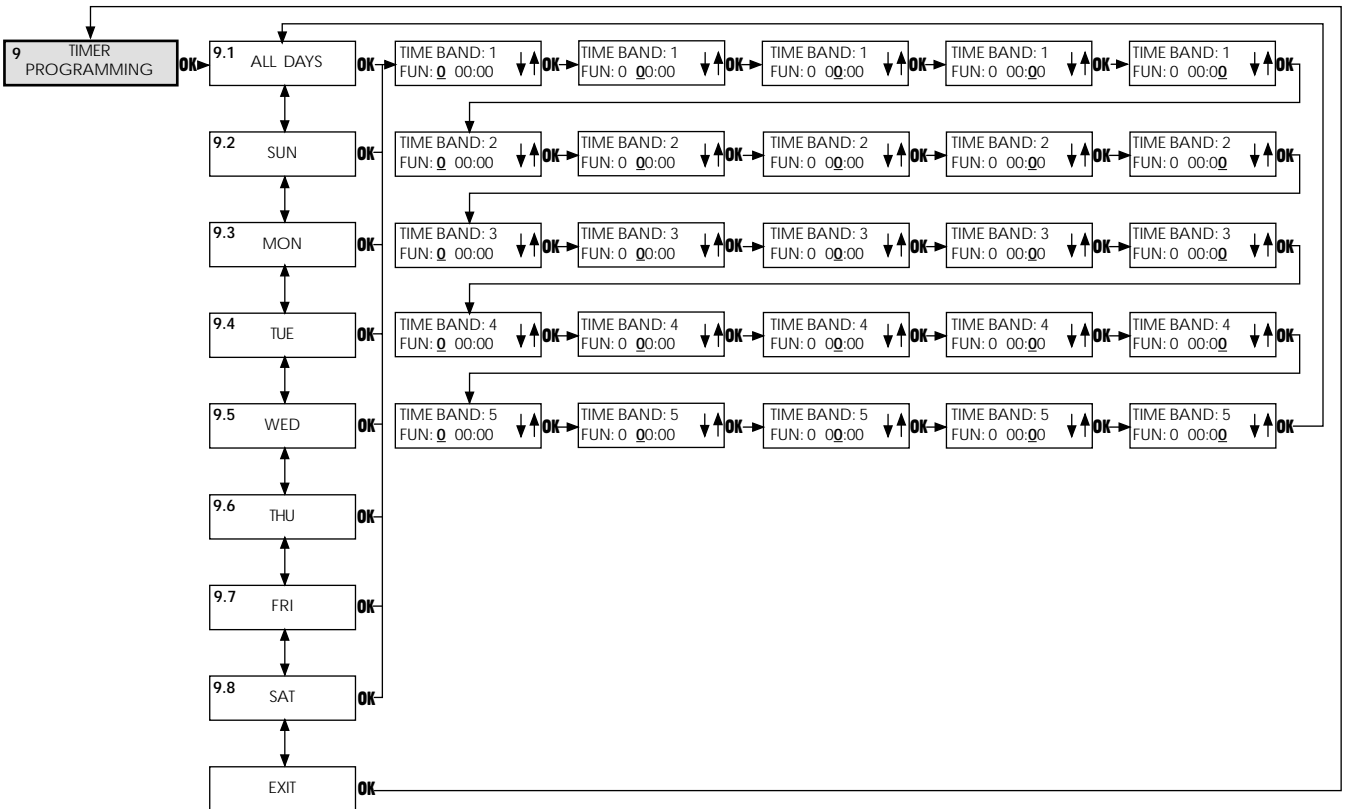 9 TIMER
PROGRAMMING
OK
9.1 ALL DAYS
OK
TIME BAND: 1
FUN: 0 00:00
OK
TIME BAND: 1
FUN: 0 00:00
OK
TIME BAND: 1
FUN: 0 00:00
OK
TIME BAND: 1
FUN: 0 00:00
OK
TIME BAND: 1
FUN: 0 00:00
OK
9.2 SUN
OK
TIME BAND: 2
FUN: 0 00:00
OK
TIME BAND: 2
FUN: 0 00:00
OK
TIME BAND: 2
FUN: 0 00:00
OK
TIME BAND: 2
FUN: 0 00:00
OK
TIME BAND: 2
FUN: 0 00:00
OK
9.3 MON
OK
TIME BAND: 3
FUN: 0 00:00
OK
TIME BAND: 3
FUN: 0 00:00
OK
TIME BAND: 3
FUN: 0 00:00
OK
TIME BAND: 3
FUN: 0 00:00
OK
TIME BAND: 3
FUN: 0 00:00
OK
9.4 TUE
OK
TIME BAND: 4
FUN: 0 00:00
OK
TIME BAND: 4
FUN: 0 00:00
OK
TIME BAND: 4
FUN: 0 00:00
OK
TIME BAND: 4
FUN: 0 00:00
OK
TIME BAND: 4
FUN: 0 00:00
OK
9.5 WED
OK
TIME BAND: 5
FUN: 0 00:00
OK
TIME BAND: 5
FUN: 0 00:00
OK
TIME BAND: 5
FUN: 0 00:00
OK
TIME BAND: 5
FUN: 0 00:00
OK
TIME BAND: 5
FUN: 0 00:00
OK
9.6 THU
OK
9.7 FRI
OK
9.8 SAT
OK
EXIT
OK